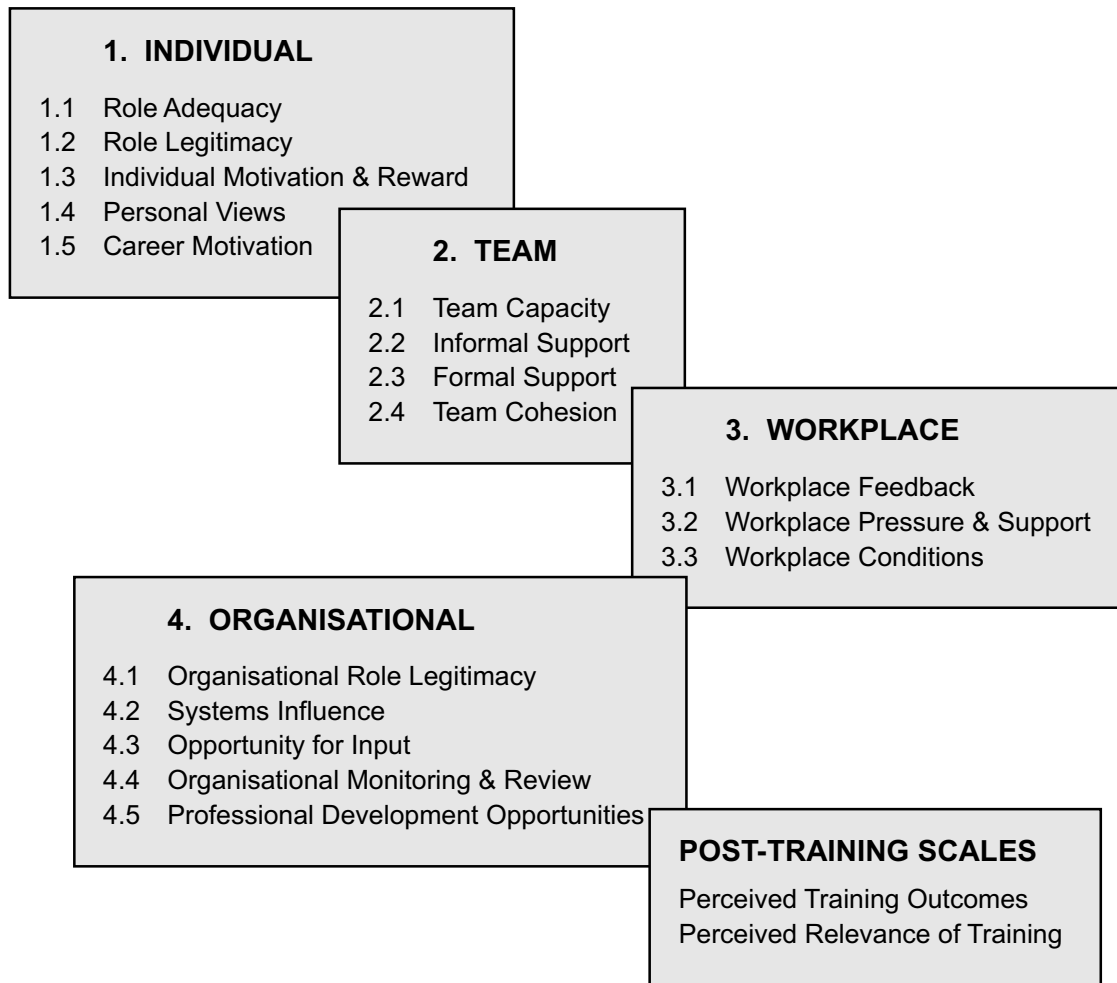 1. INDIVIDUAL
1.1 Role Adequacy
1.2 Role Legitimacy
1.3 Individual Motivation & Reward
1.4 Personal Views
1.5 Career Motivation
2. TEAM
2.1 Team Capacity
2.2 Informal Support
2.3 Formal Support
2.4 Team Cohesion
3. WORKPLACE
3.1 Workplace Feedback
3.2 Workplace Pressure & Support
3.3 Workplace Conditions
4. ORGANISATIONAL
4.1 Organisational Role Legitimacy
4.2 Systems Influence
4.3 Opportunity for Input
4.4 Organisational Monitoring & Review
4.5 Professional Development Opportunities
POST-TRAINING SCALES
Perceived Training Outcomes
Perceived Relevance of Training